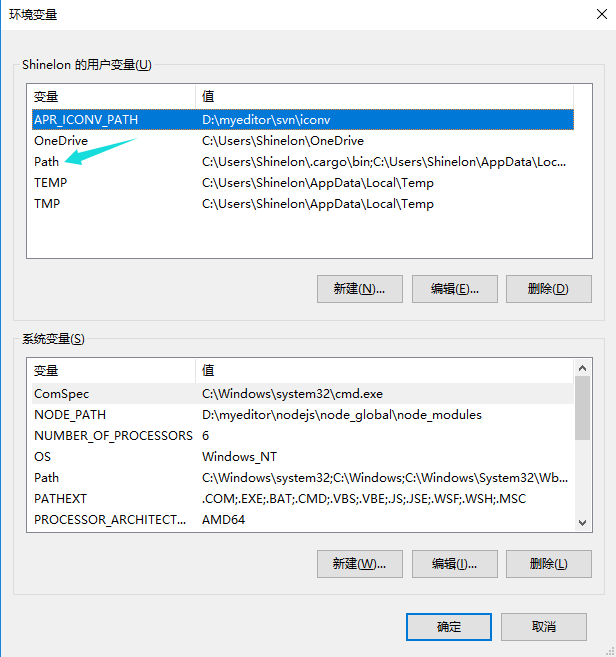 环境变量
Shinelon 的用户变量(U)
变量 值
APR_ICONV_PATH D:\myeditor\svn\iconv
OneDrive C:\Users\Shinelon\OneDrive
Path C:\Users\Shinelon\.cargo\bin;C:\Users\Shinelon\AppData\Loc...
TEMP C:\Users\Shinelon\AppData\Local\Temp
TMP C:\Users\Shinelon\AppData\Local\Temp
新建(N)... 编辑(E)... 删除(D)
系统变量(S)
变量 值
ComSpec C:\Windows\system32\cmd.exe
NODE_PATH D:\myeditor\nodejs\node_global\node_modules
NUMBER_OF_PROCESSORS 6
OS Windows_NT
Path C:\Windows\system32;C:\Windows;C:\Windows\System32\Wb...
PATHEXT .COM;.EXE;.BAT;.CMD;.VBS;.VBE;.JS;.JSE;.WSF;.WSH;.MSC
PROCESSOR_ARCHITECT... AMD64
新建(W)... 编辑(I)... 删除(L)
确定 取消